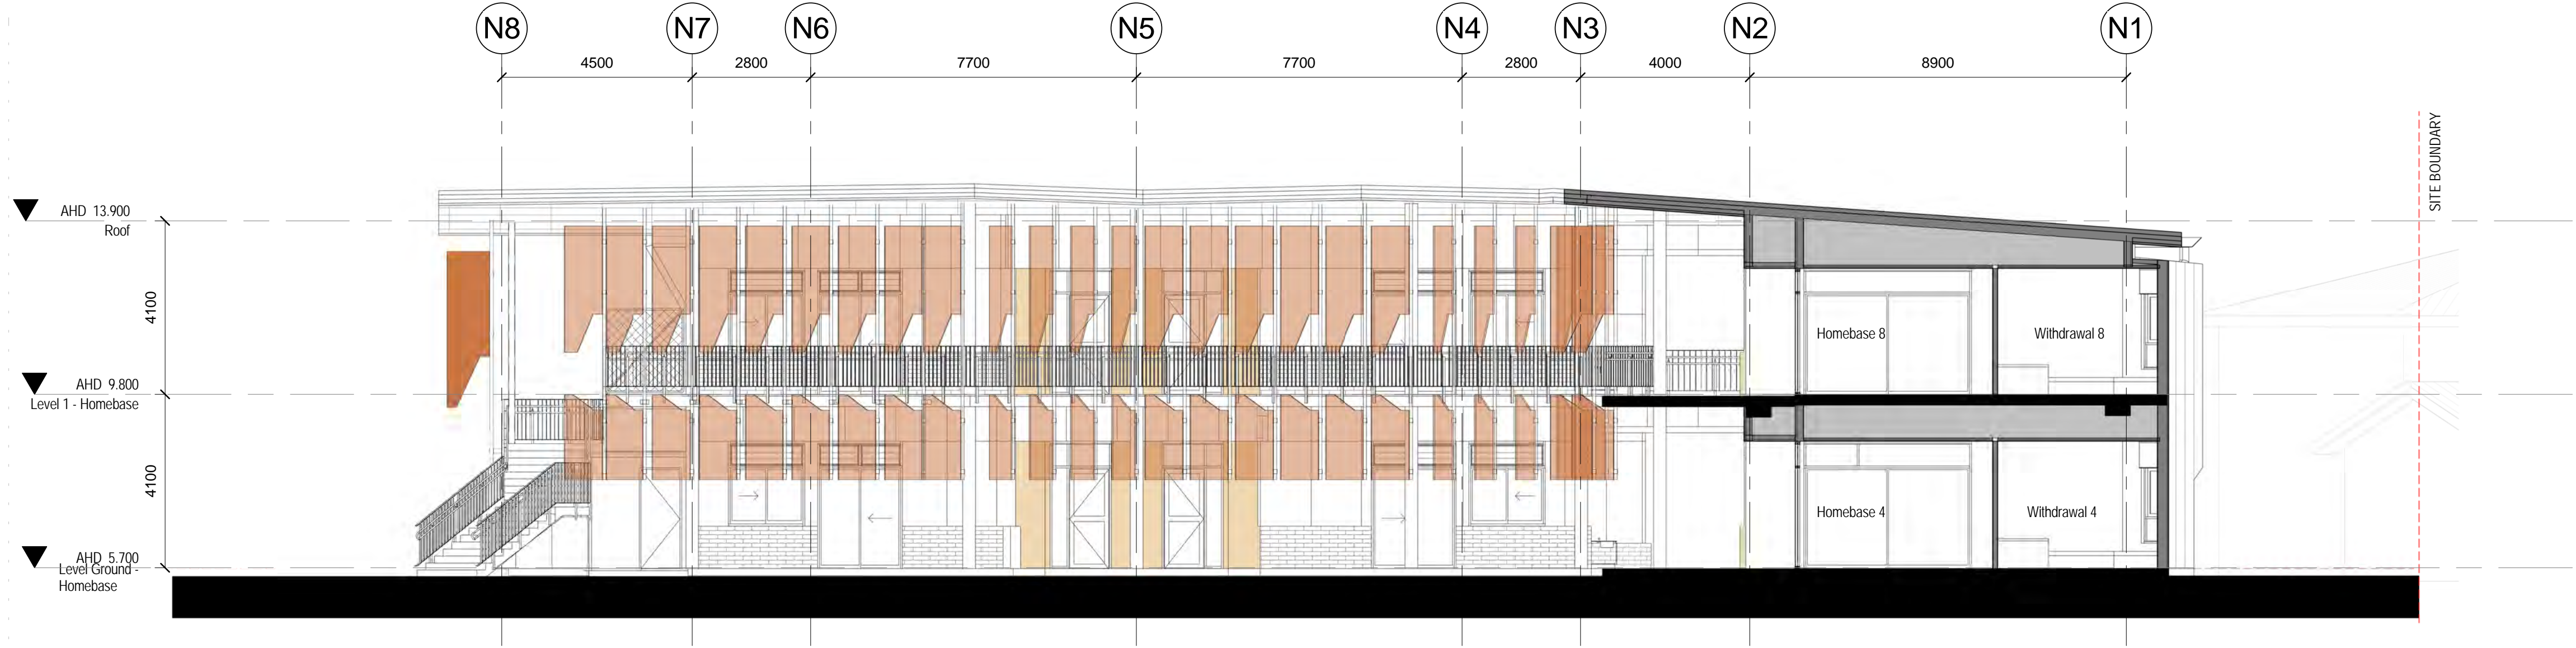 N8 N7 N6 N5 N4 N3 N2 N1
4500 2800 7700 7700 2800 4000 8900
SITE BOUNDARY
AHD 13.900
Roof
4100
AHD 9.800
Level 1 - Homebase
4100
AHD 5.700
Level Ground -
Homebase
Homebase 8
Withdrawal 8
Homebase 4
Withdrawal 4